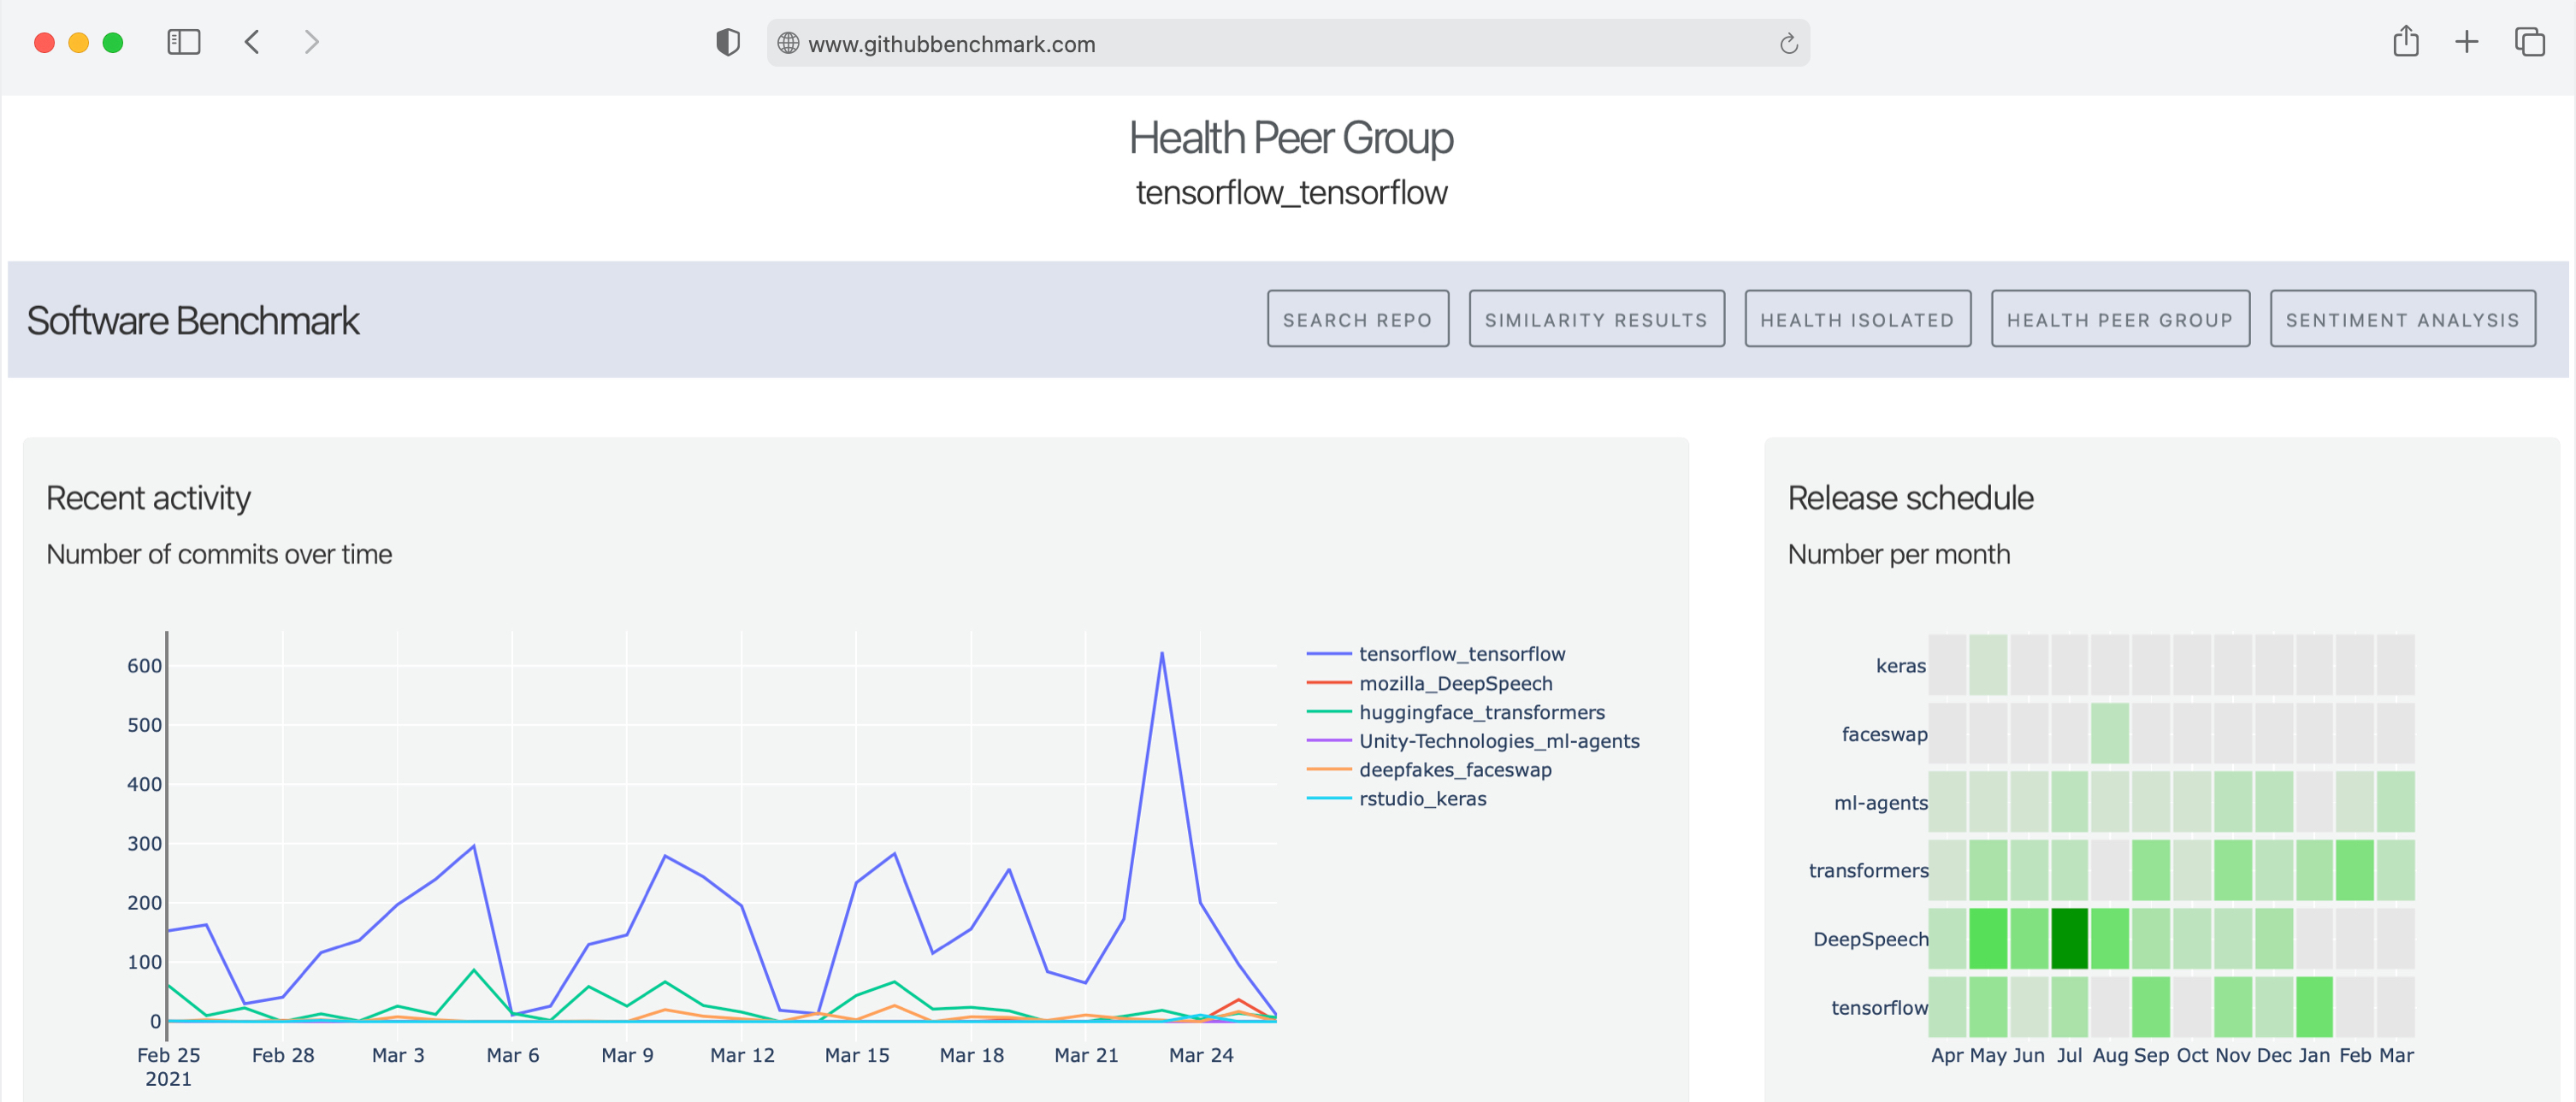 www.githubbenchmark.com
Health Peer Group
tensorflow_tensorflow
Software Benchmark
SEARCH REPO
SIMILARITY RESULTS
HEALTH ISOLATED
HEALTH PEER GROUP
SENTIMENT ANALYSIS
Recent activity
Number of commits over time
600
500
400
300
200
100
0
Feb 25 Feb 28 Mar 3 Mar 6 Mar 9 Mar 12 Mar 15 Mar 18 Mar 21 Mar 24
2021
tensorflow_tensorflow
mozilla_DeepSpeech
huggingface_transformers
Unity-Technologies_ml-agents
deepfakes_faceswap
rstudio_keras
Release schedule
Number per month
keras
faceswap
ml-agents
transformers
DeepSpeech
tensorflow
Apr May Jun Jul Aug Sep Oct Nov Dec Jan Feb Mar